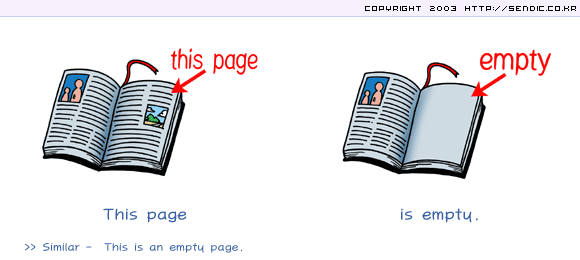 COPYRIGHT 2003 HTTP://SENDIC.CO.KR
this page
empty
This page
is empty.
>> Similar - This is an empty page.